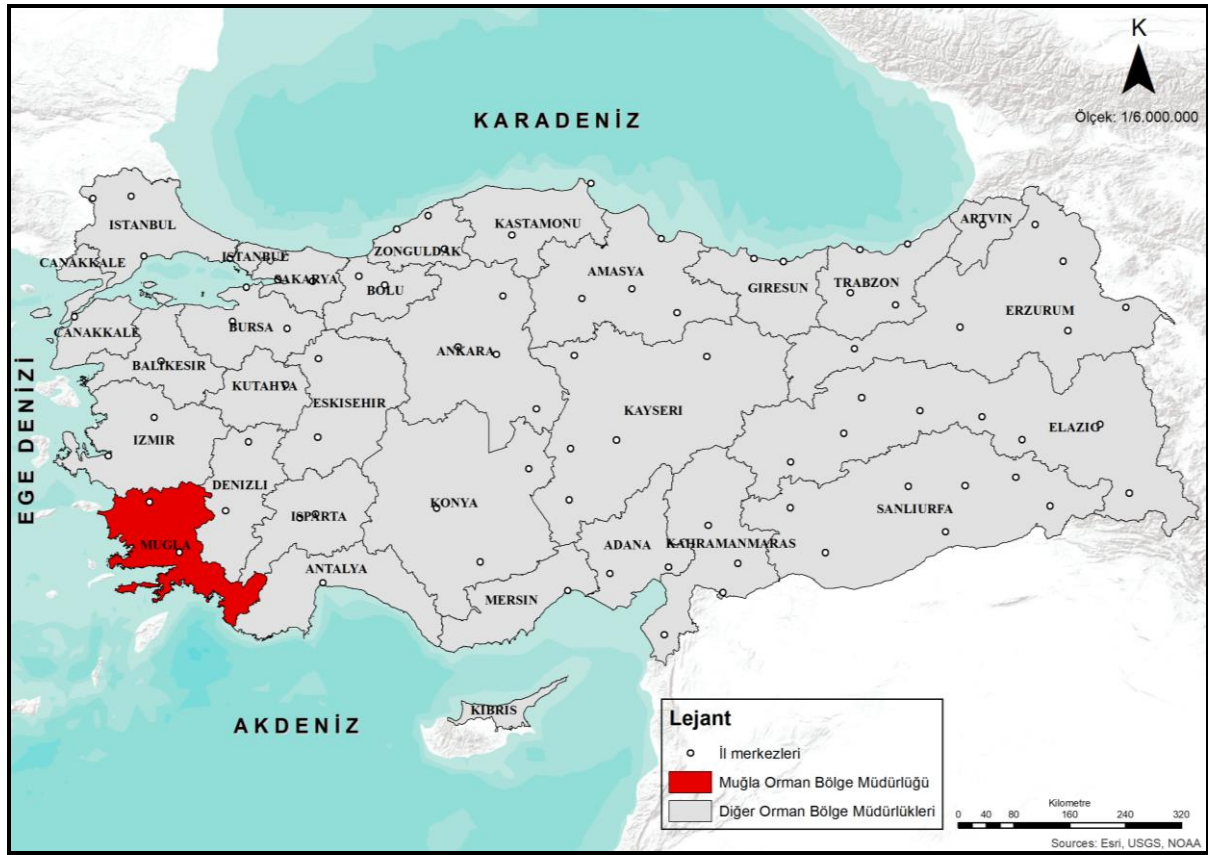 K
Ölçek: 1/6.000.000
KARADENİZ
EGE DENİZİ
AKDENİZ
ISTANBUL
KASTAMONU
ARTVIN
ZONGULDAK
CANAKKALE
ISTANBUL
SAKARYA
BOLU
AMASYA
GIRESUN
TRABZON
ERZURUM
CANAKKALE
BURSA
ANKARA
BALIKESIR
KUTAHYA
ESKISEHIR
KAYSERI
ELAZIG
IZMIR
DENIZLI
ISPARTA
KONYA
SANLIURFA
MUGLA
ADANA
KAHRAMANMARAS
ANTALYA
MERSIN
KIBRIS
Lejant
İl merkezleri
Muğla Orman Bölge Müdürlüğü
Diğer Orman Bölge Müdürlükleri
Kilometre
0 40 80 160 240 320
Sources: Esri, USGS, NOAA